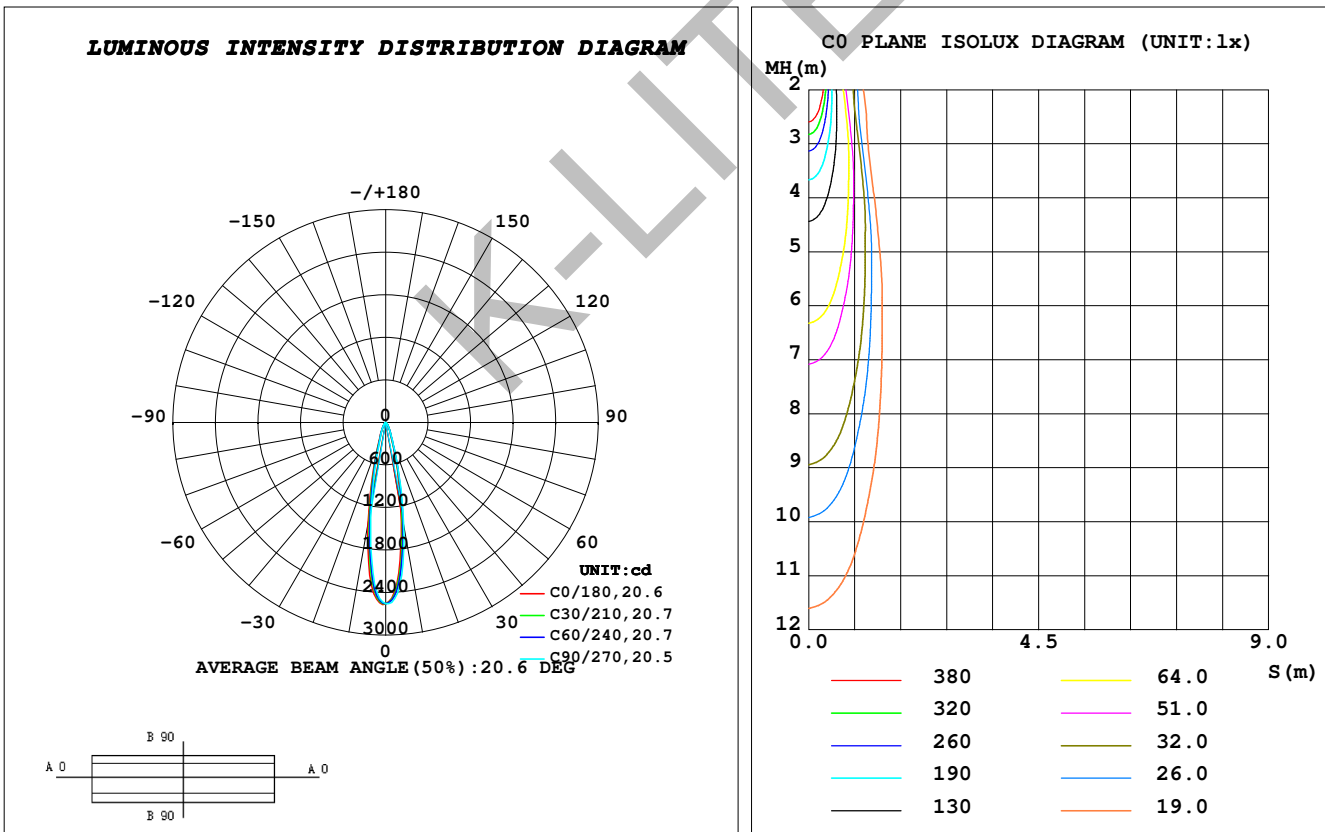 LUMINOUS INTENSITY DISTRIBUTION DIAGRAM
-/+180
-150
150
-120
120
-90
90
-60
60
-30
30
0
0
600
1200
1800
2400
3000
UNIT:cd
C0/180,20.6
C30/210,20.7
C60/240,20.7
C90/270,20.5
AVERAGE BEAM ANGLE(50%):20.6 DEG
B 90
A 0
A 0
B 90
K-LITE
C0 PLANE ISOLUX DIAGRAM (UNIT:lx)
MH(m)
2
3
4
5
6
7
8
9
10
11
12
0.0
4.5
9.0
S(m)
380
320
260
190
130
64.0
51.0
32.0
26.0
19.0